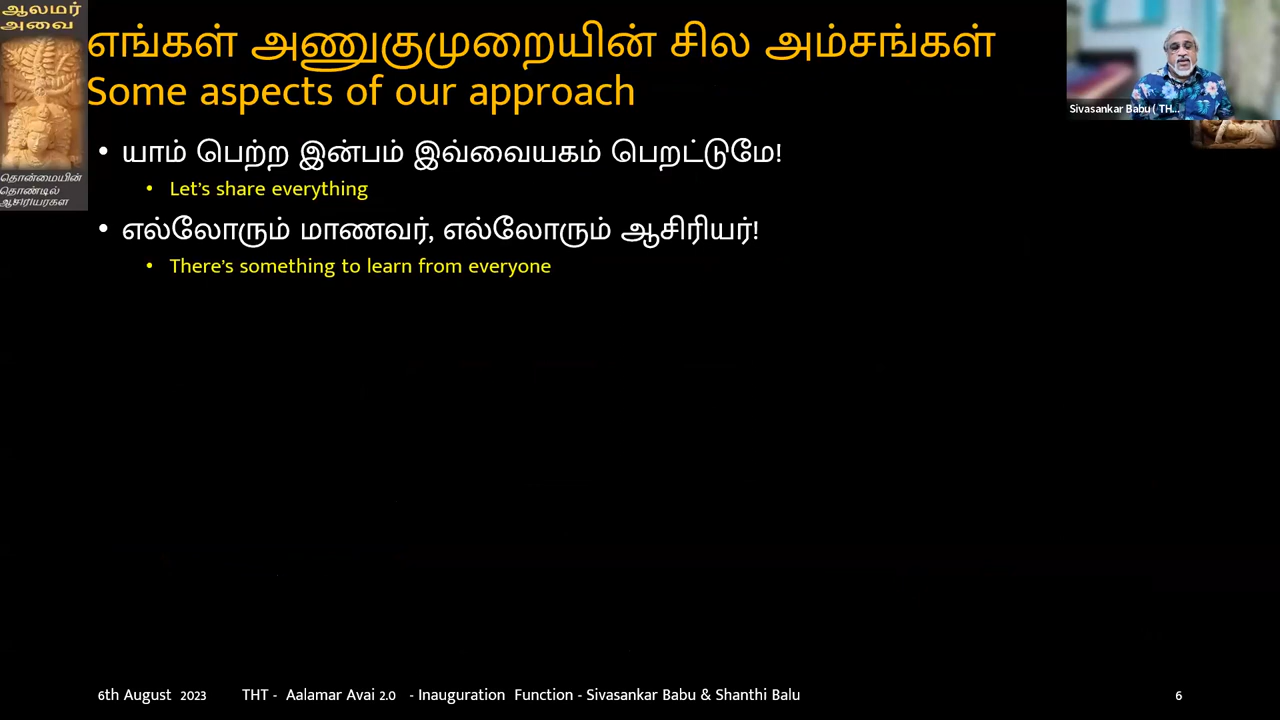 ஆலமர்
அவை
எங்கள் அணுகுமுறையின் சில அம்சங்கள்
Some aspects of our approach
Sivasankar Babu ( TH...
• யாம் பெற்ற இன்பம் இவ்வையகம் பெறட்டுமே!
• Let's share everything
தொன்மையின்
தொண்டில்
ஆசிரியர்கள்
• எல்லோரும் மாணவர், எல்லோரும் ஆசிரியர்!
• There's something to learn from everyone
6th August 2023 THT - Aalamar Avai 2.0 - Inauguration Function - Sivasankar Babu & Shanthi Balu 6